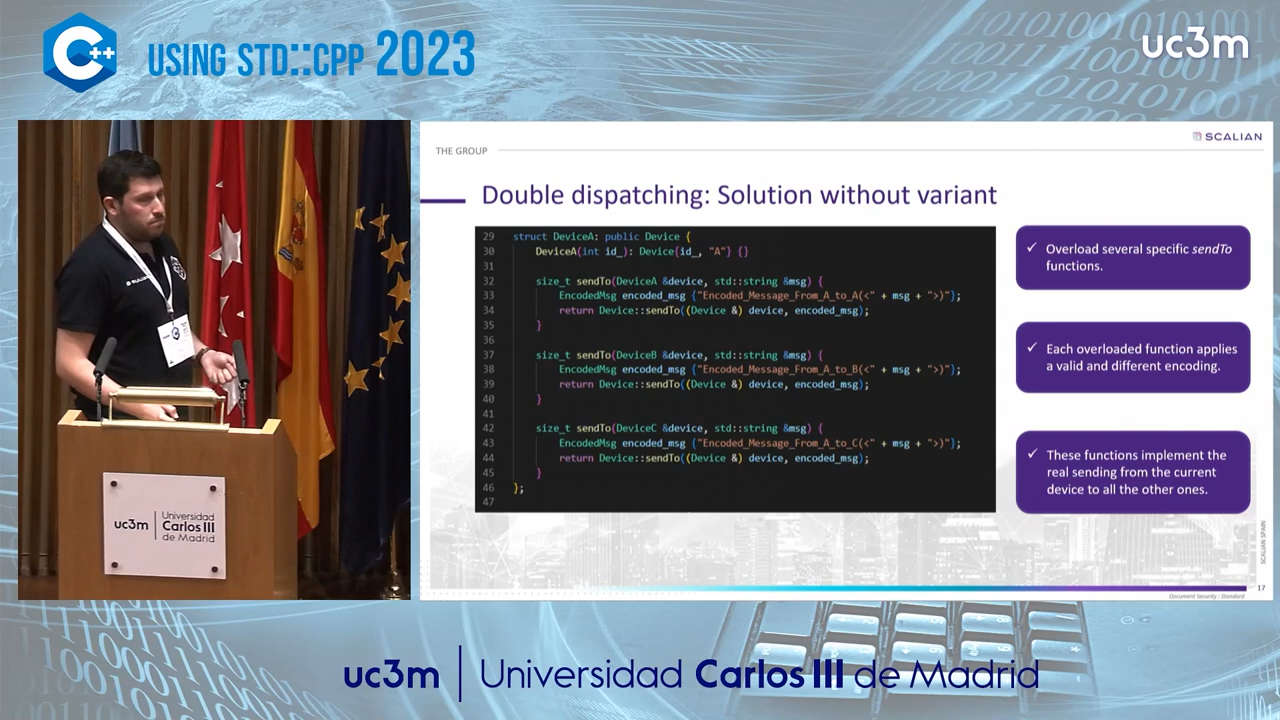 C++
USING STD::CPP 2023
uc3m
SCALIAN
THE GROUP
Double dispatching: Solution without variant
29 struct DeviceA: public Device {
30 DeviceA(int id_): Device{id_, "A"} {}
31
32 size_t sendTo(DeviceA &device, std::string &msg) {
33 EncodedMsg encoded_msg {"Encoded_Message_From_A_to_A(<" + msg + ">)"};
34 return Device::sendTo((Device &) device, encoded_msg);
35 }
36
37 size_t sendTo(DeviceB &device, std::string &msg) {
38 EncodedMsg encoded_msg {"Encoded_Message_From_A_to_B(<" + msg + ">)"};
39 return Device::sendTo((Device &) device, encoded_msg);
40 }
41
42 size_t sendTo(DeviceC &device, std::string &msg) {
43 EncodedMsg encoded_msg {"Encoded_Message_From_A_to_C(<" + msg + ">)"};
44 return Device::sendTo((Device &) device, encoded_msg);
45 }
46 };
47
✓ Overload several specific sendTo
functions.
✓ Each overloaded function applies
a valid and different encoding.
✓ These functions implement the
real sending from the current
device to all the other ones.
SCALIAN SPAIN
17
Document Security : Standard
uc3m
Universidad
Carlos III
de Madrid
uc3m Universidad Carlos III de Madrid